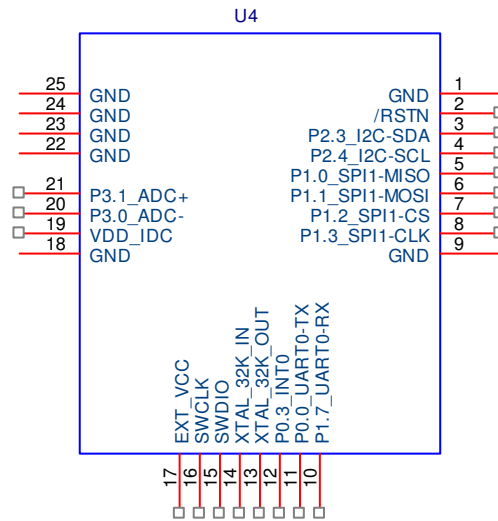 U4
25 GND
24 GND
23 GND
22 GND
21 P3.1_ADC+
20 P3.0_ADC-
19 VDD_IDC
18 GND
GND 1
/RSTN 2
P2.3_I2C-SDA 3
P2.4_I2C-SCL 4
P1.0_SPI1-MISO 5
P1.1_SPI1-MOSI 6
P1.2_SPI1-CS 7
P1.3_SPI1-CLK 8
GND 9
17 EXT_VCC
16 SWCLK
15 SWDIO
14 XTAL_32K_IN
13 XTAL_32K_OUT
12 P0.3_INT0
11 P0.0_UART0-TX
10 P1.7_UART0-RX